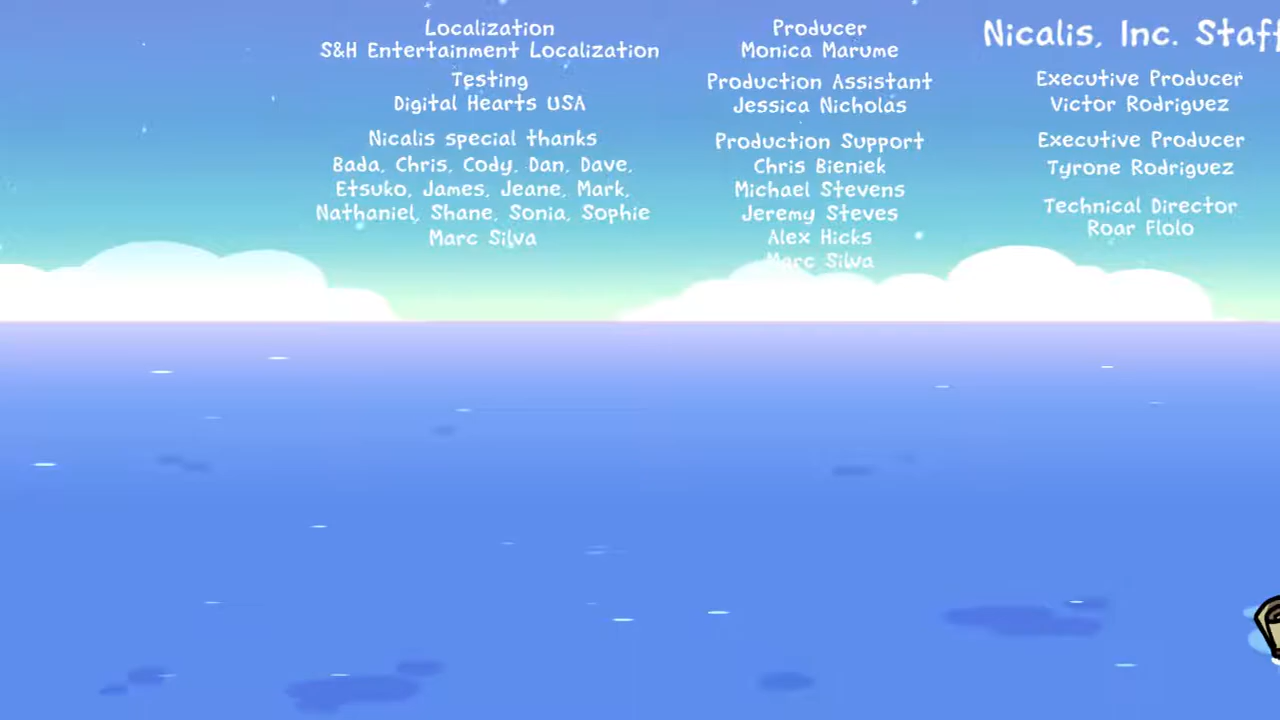 Localization
S&H Entertainment Localization
Testing
Digital Hearts USA
Nicalis special thanks
Bada, Chris, Cody, Dan, Dave,
Etsuko, James, Jeane, Mark,
Nathaniel, Shane, Sonia, Sophie
Marc Silva
Producer
Monica Marume
Production Assistant
Jessica Nicholas
Production Support
Chris Bieniek
Michael Stevens
Jeremy Steves
Alex Hicks
Marc Silva
Nicalis, Inc. Staff
Executive Producer
Victor Rodriguez
Executive Producer
Tyrone Rodriguez
Technical Director
Roar Flolo